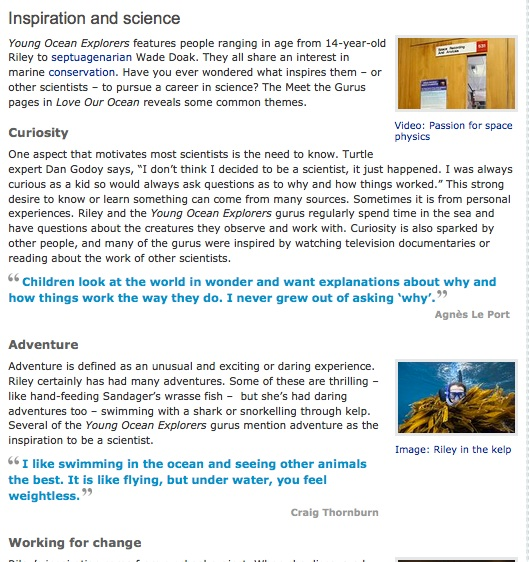 Inspiration and science
Young Ocean Explorers features people ranging in age from 14-year-old
Riley to septuagenarian Wade Doak. They all share an interest in
marine conservation. Have you ever wondered what inspires them – or
other scientists – to pursue a career in science? The Meet the Gurus
pages in Love Our Ocean reveals some common themes.
Video: Passion for space
physics
Curiosity
One aspect that motivates most scientists is the need to know. Turtle
expert Dan Godoy says, “I don’t think I decided to be a scientist, it just happened. I was always
curious as a kid so would always ask questions as to why and how things worked.” This strong
desire to know or learn something can come from many sources. Sometimes it is from personal
experiences. Riley and the Young Ocean Explorers gurus regularly spend time in the sea and
have questions about the creatures they observe and work with. Curiosity is also sparked by
other people, and many of the gurus were inspired by watching television documentaries or
reading about the work of other scientists.
“Children look at the world in wonder and want explanations about why and
how things work the way they do. I never grew out of asking ‘why’.”
Agnès Le Port
Adventure
Adventure is defined as an unusual and exciting or daring experience.
Riley certainly has had many adventures. Some of these are thrilling –
like hand-feeding Sandager’s wrasse fish – but she’s had daring
adventures too – swimming with a shark or snorkelling through kelp.
Several of the Young Ocean Explorers gurus mention adventure as the
inspiration to be a scientist.
Image: Riley in the kelp
“I like swimming in the ocean and seeing other animals
the best. It is like flying, but under water, you feel
weightless.”
Craig Thornburn
Working for change